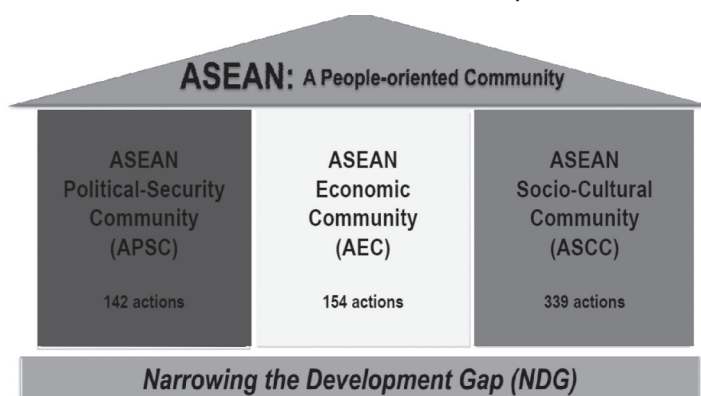 ASEAN: A People-oriented Community
ASEAN
Political-Security
Community
(APSC)
142 actions
ASEAN
Economic
Community
(AEC)
154 actions
ASEAN
Socio-Cultural
Community
(ASCC)
339 actions
Narrowing the Development Gap (NDG)